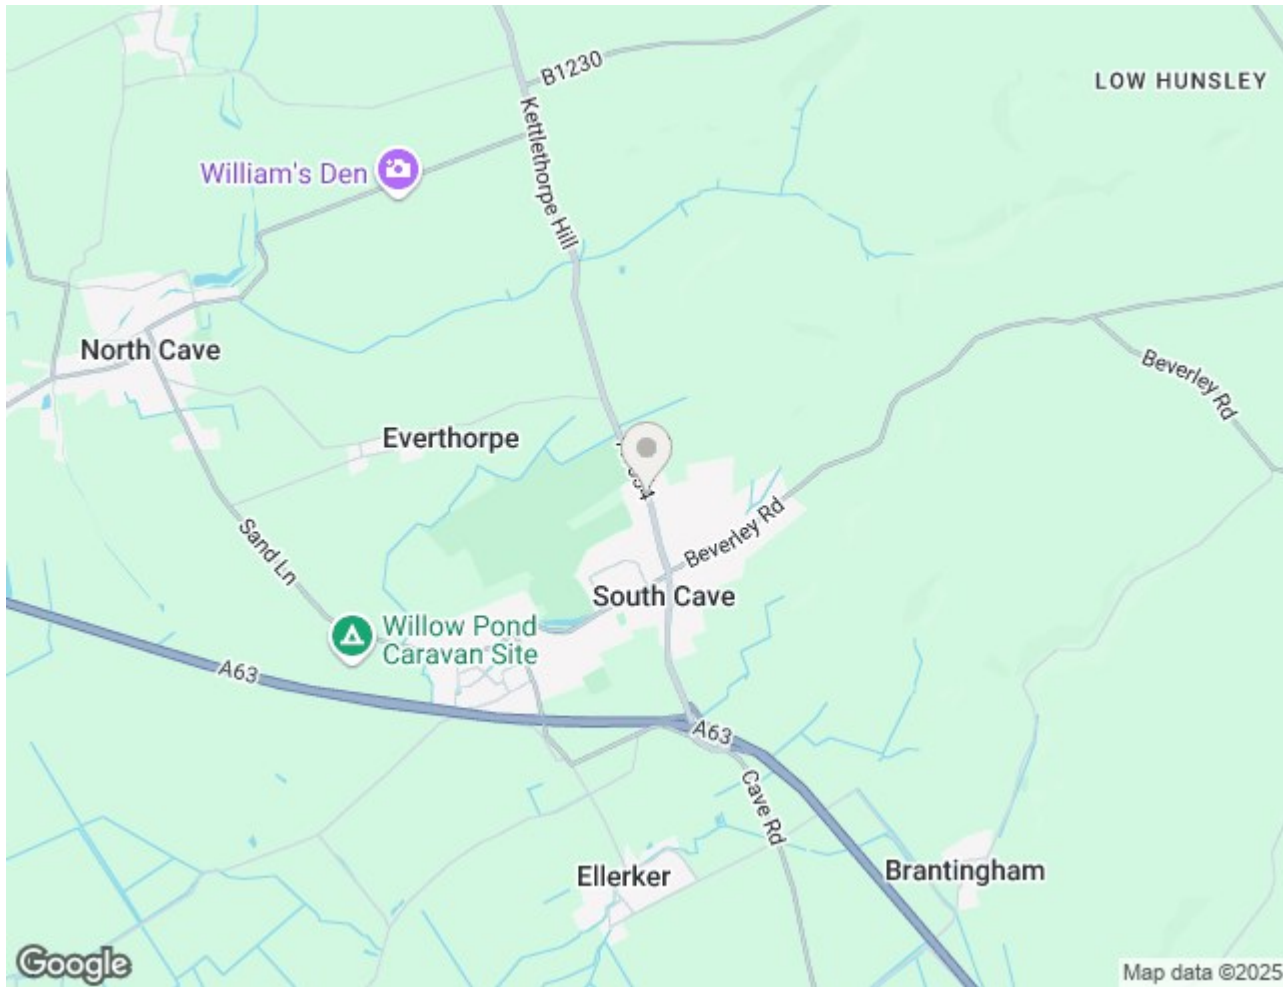 B1230
LOW HUNSLEY
Kettlethorpe Hill
William's Den
North Cave
Beverley Rd
Everthorpe
Beverley Rd
Sand Ln
South Cave
Willow Pond
Caravan Site
A63
A63
Cave Rd
Ellerker
Brantingham
Google
Map data ©2025